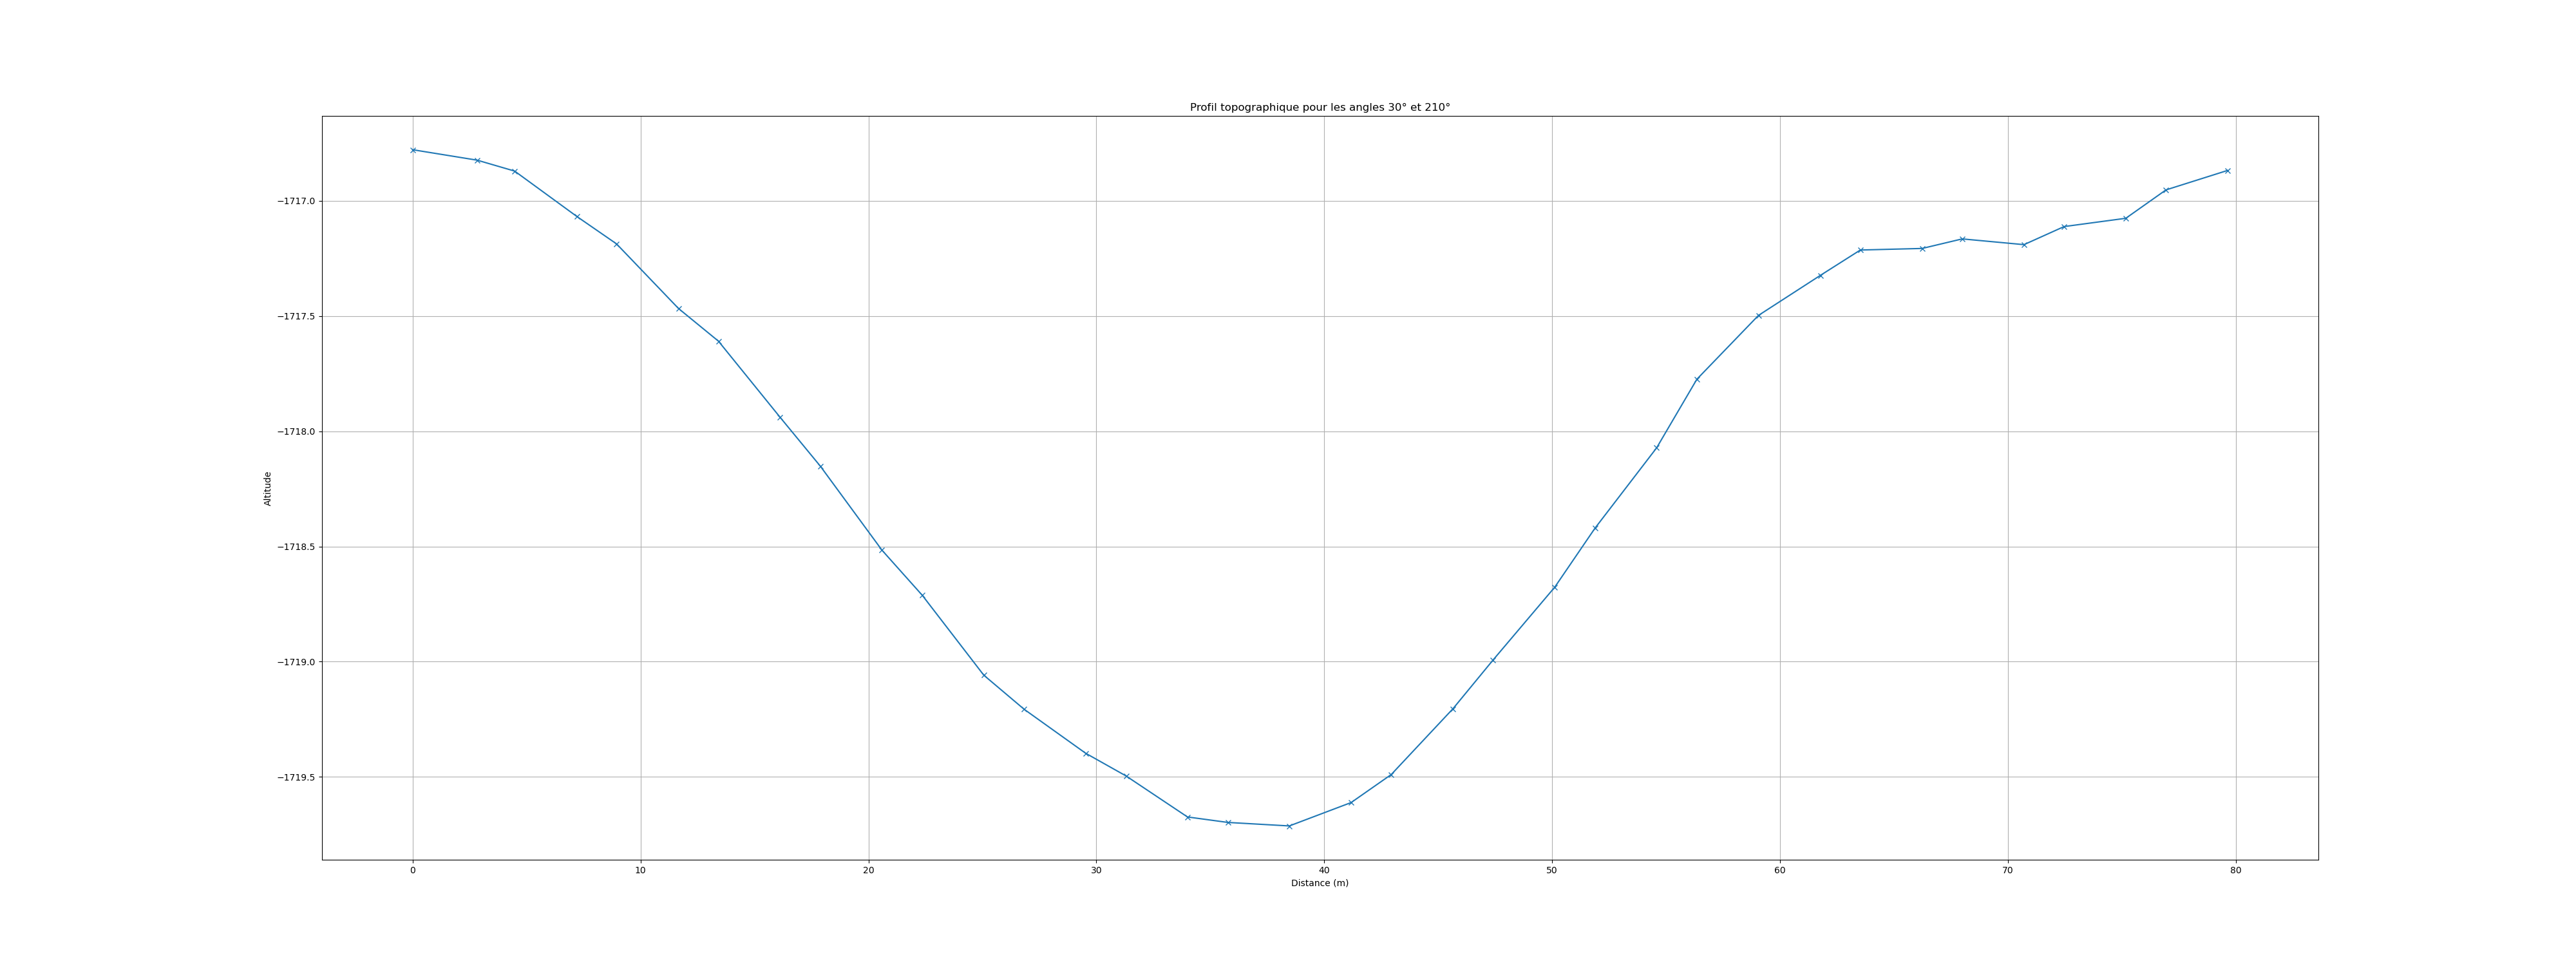 Profil topographique pour les angles 30° et 210°
−1717.0
−1717.5
−1718.0
−1718.5
−1719.0
−1719.5
Altitude
0 10 20 30 40 50 60 70 80
Distance (m)